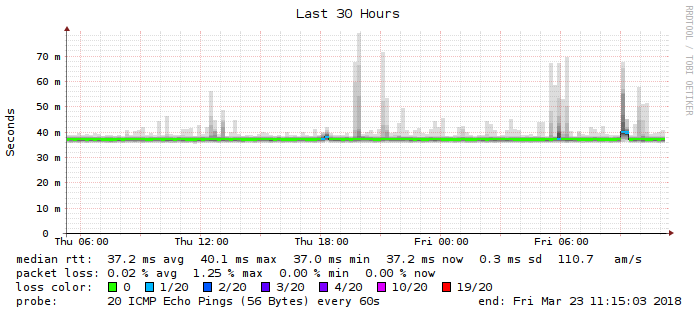 Last 30 Hours
RRDTOOL / TOBI OETIKER
Seconds
70 m
60 m
50 m
40 m
30 m
20 m
10 m
0
Thu 06:00 Thu 12:00 Thu 18:00 Fri 00:00 Fri 06:00
median rtt: 37.2 ms avg 40.1 ms max 37.0 ms min 37.2 ms now 0.3 ms sd 110.7 am/s
packet loss: 0.02 % avg 1.25 % max 0.00 % min 0.00 % now
loss color: 0 1/20 2/20 3/20 4/20 10/20 19/20
probe: 20 ICMP Echo Pings (56 Bytes) every 60s end: Fri Mar 23 11:15:03 2018